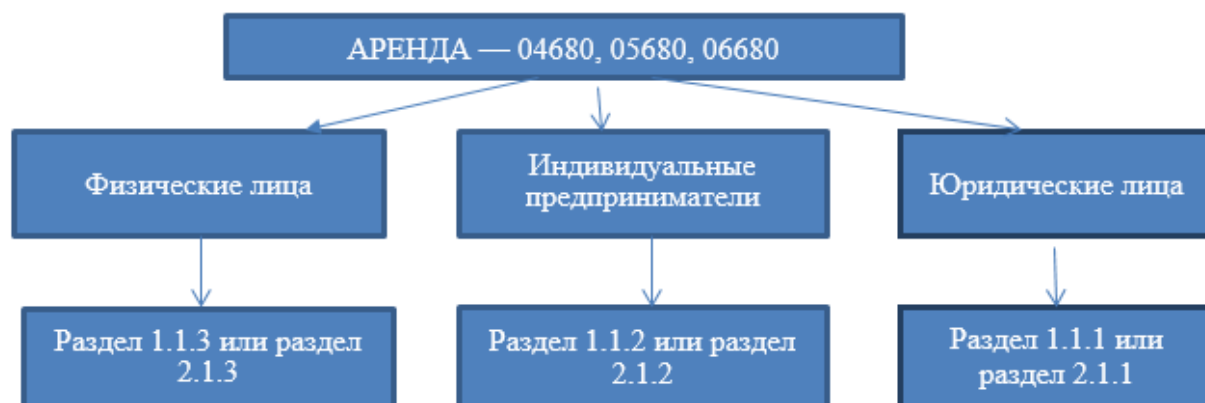 АРЕНДА — 04680, 05680, 06680
Физические лица
Индивидуальные
предприниматели
Юридические лица
Раздел 1.1.3 или раздел
2.1.3
Раздел 1.1.2 или раздел
2.1.2
Раздел 1.1.1 или
раздел 2.1.1